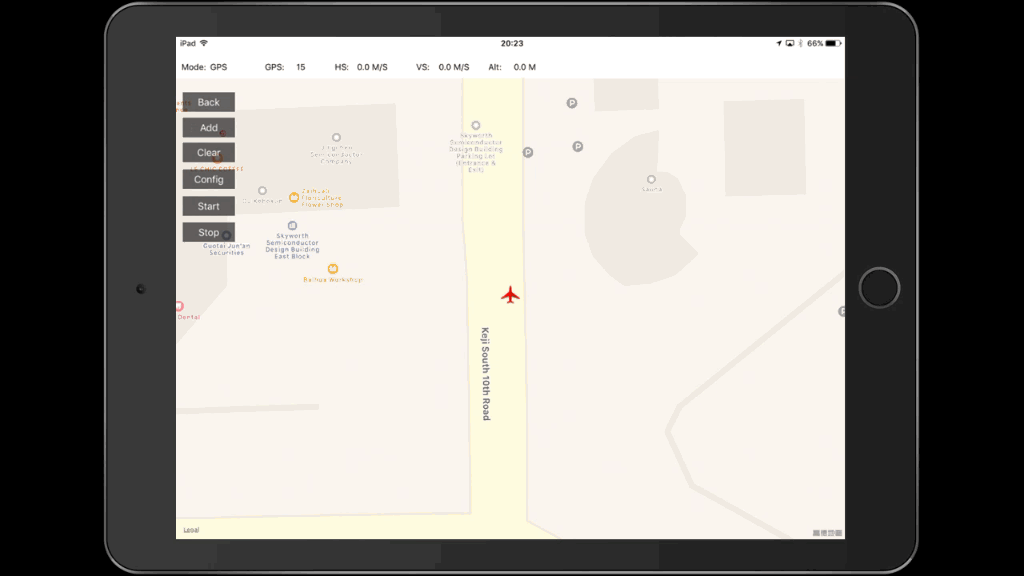 iPad
20:23
66%
Mode: GPS
GPS: 15
HS: 0.0 M/S
VS: 0.0 M/S
Alt: 0.0 M
Back
Add
Clear
Config
Start
Stop
Semiconductor
Company
Skyworth
Semiconductor
Design Building
Parking Lot
(Entrance &
Exit)
P
P
P
Sauna
Floriculture
Flower Shop
Skyworth
Semiconductor
Design Building
East Block
Guotai Jun'an
Securities
Baihua Workshop
Dental
P
Keji South 10th Road
Legal